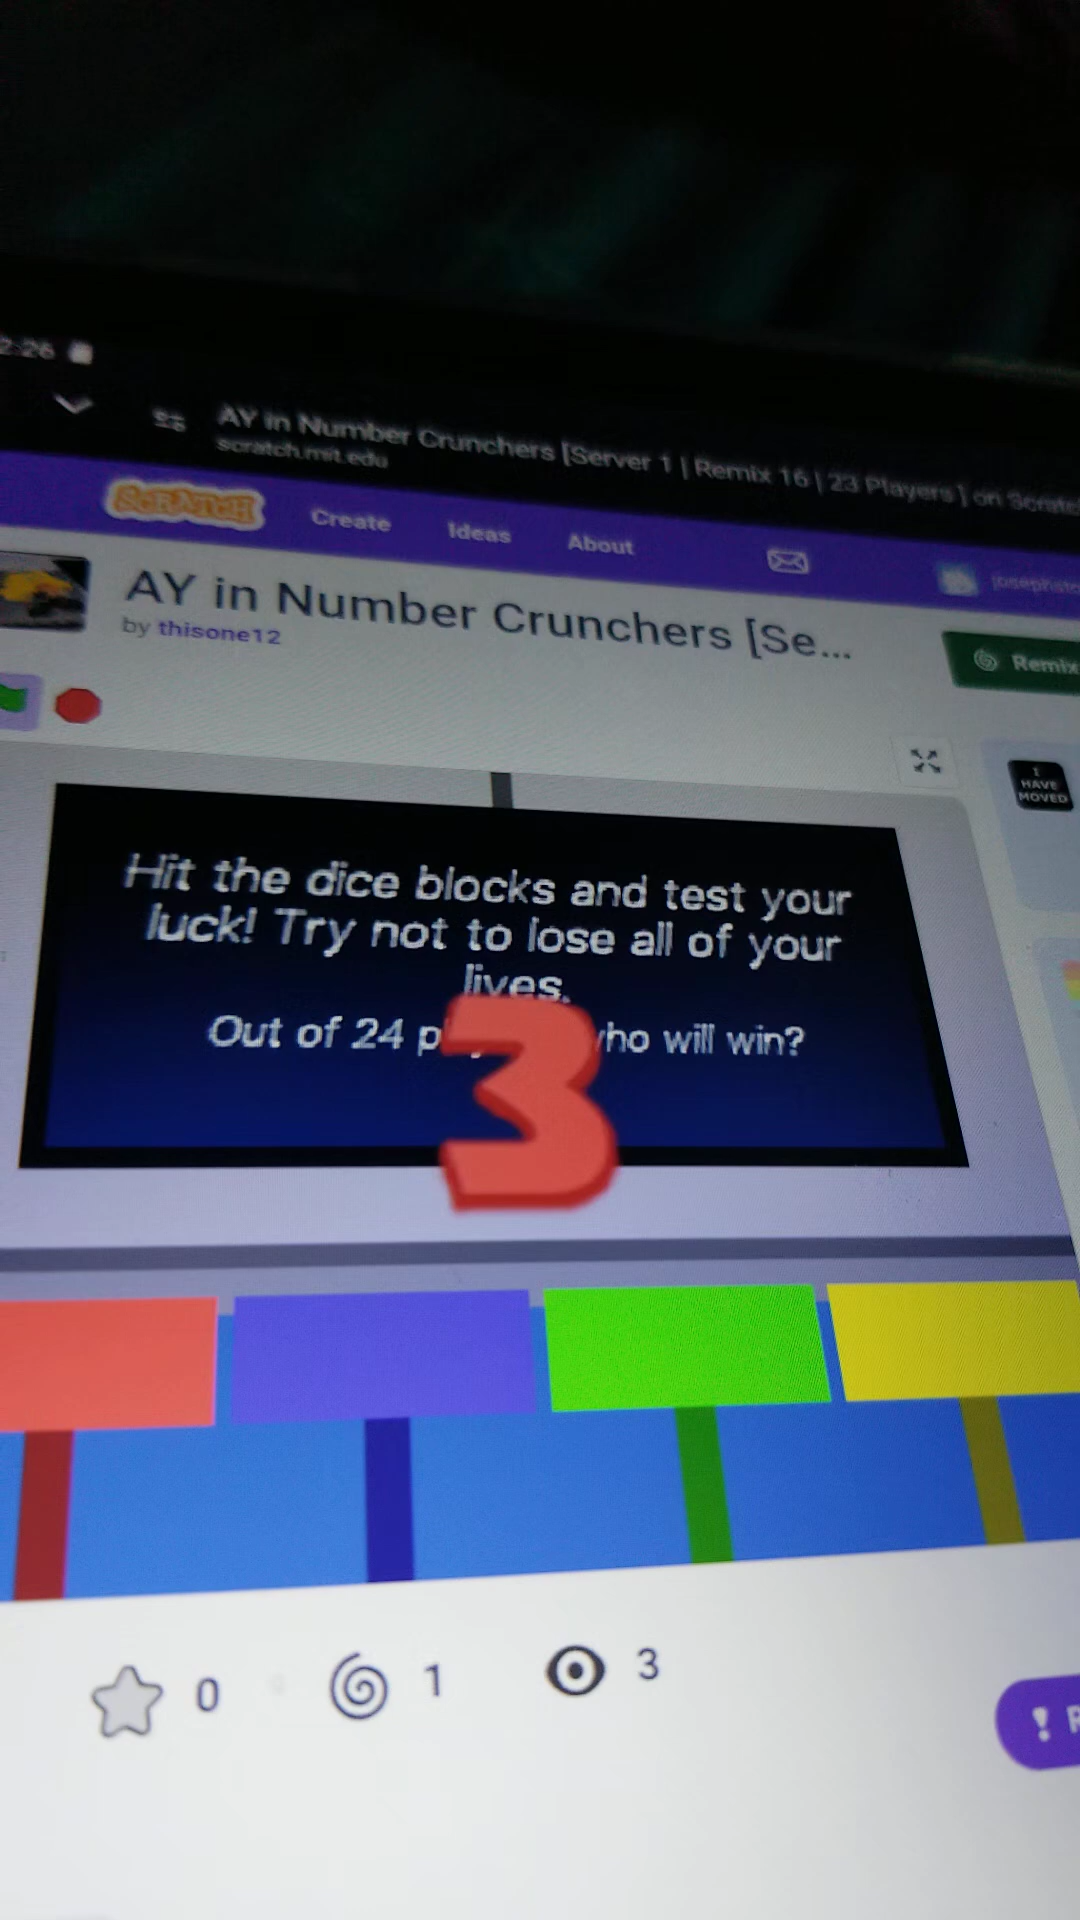 2:26
AY in Number Crunchers [Server 1 | Remix 16 | 23 Players] on Scratc
scratch.mit.edu
SCRATCH Create Ideas About
AY in Number Crunchers [Se...
by thisone12
Remix
I
HAVE
MOVED
Hit the dice blocks and test your
luck! Try not to lose all of your
lives.
Out of 24 p who will win?
3
0 1 3